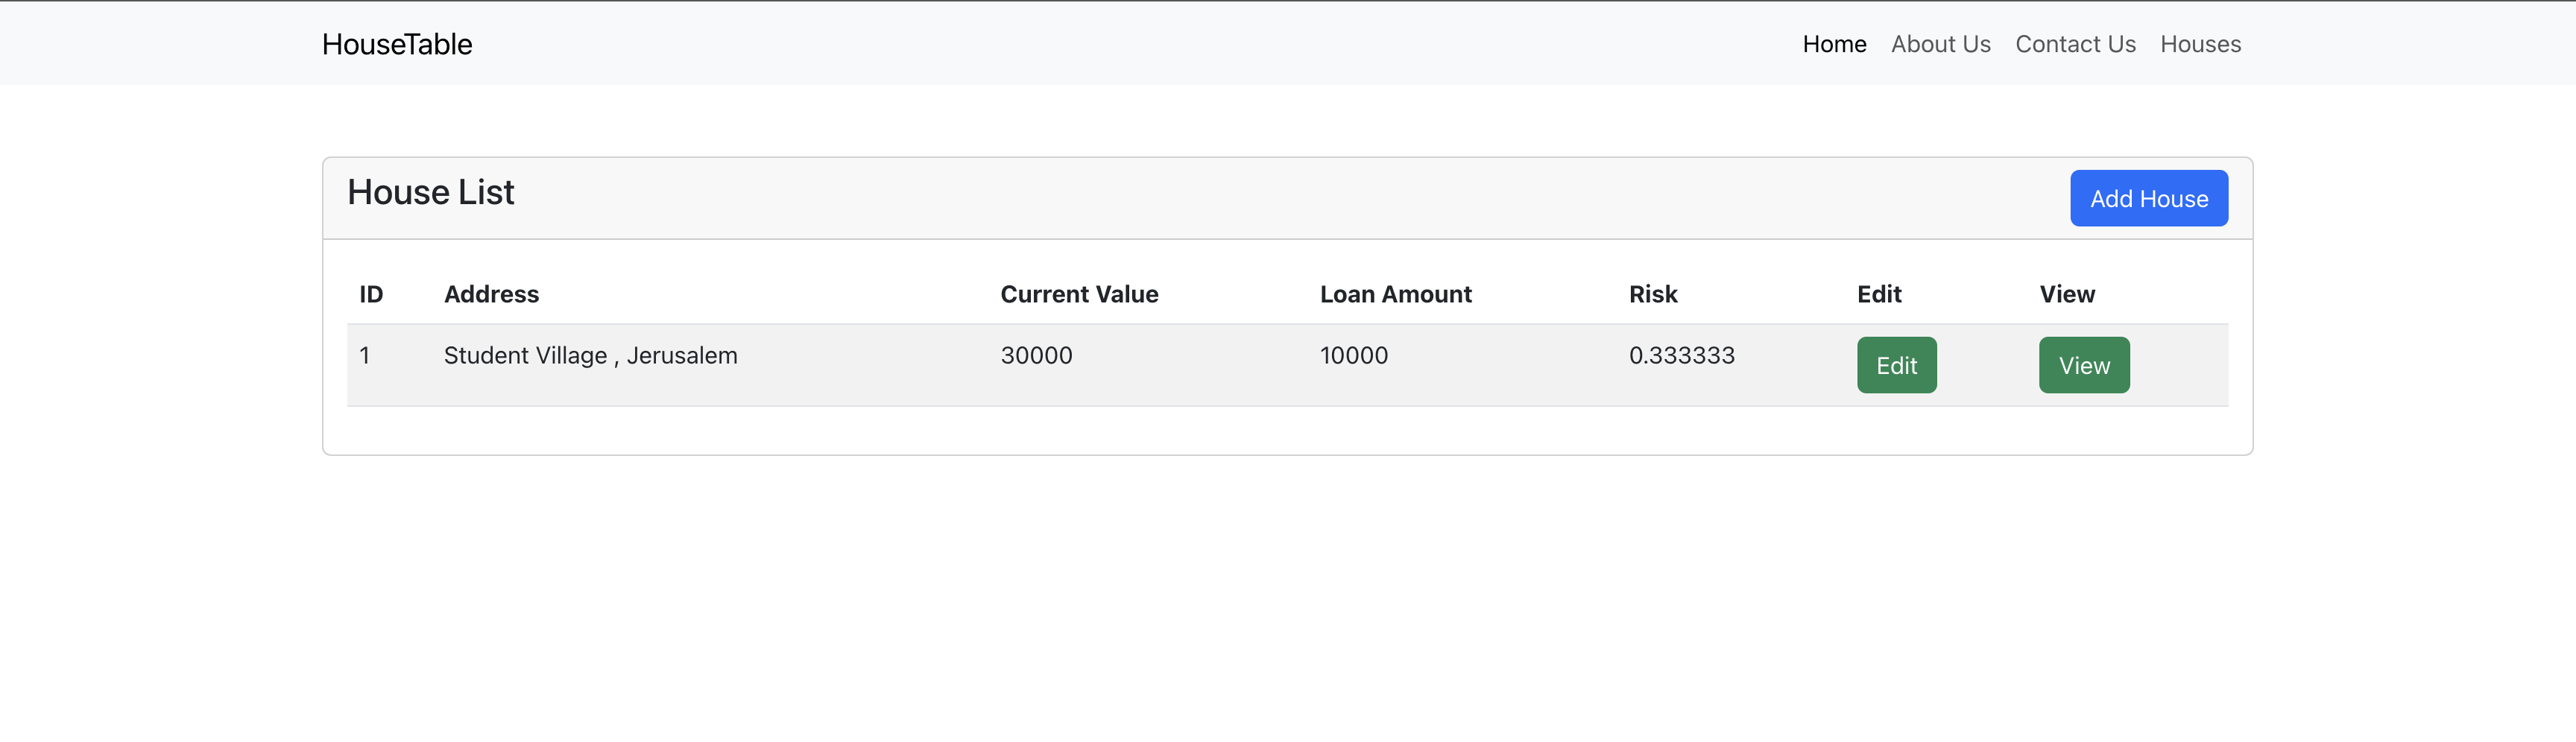 HouseTable Home About Us Contact Us Houses
House List Add House
ID Address Current Value Loan Amount Risk Edit View
1 Student Village , Jerusalem 30000 10000 0.333333 Edit View